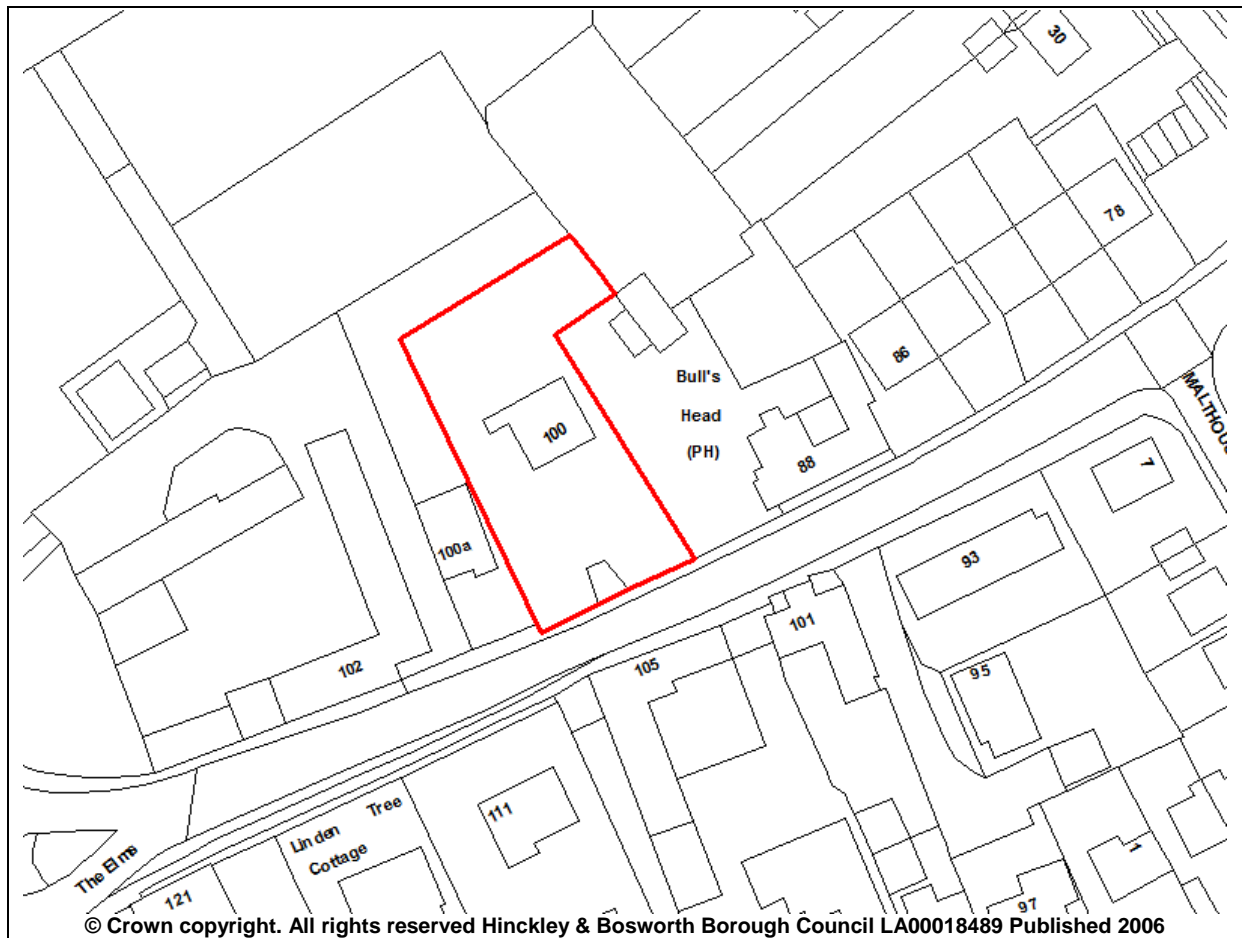 30
78
86
Bull's
Head
(PH)
88
100
100a
MALTHOU
7
93
101
95
105
102
111
Linden Tree
Cottage
The Elms
121
1
97
© Crown copyright. All rights reserved Hinckley & Bosworth Borough Council LA00018489 Published 2006